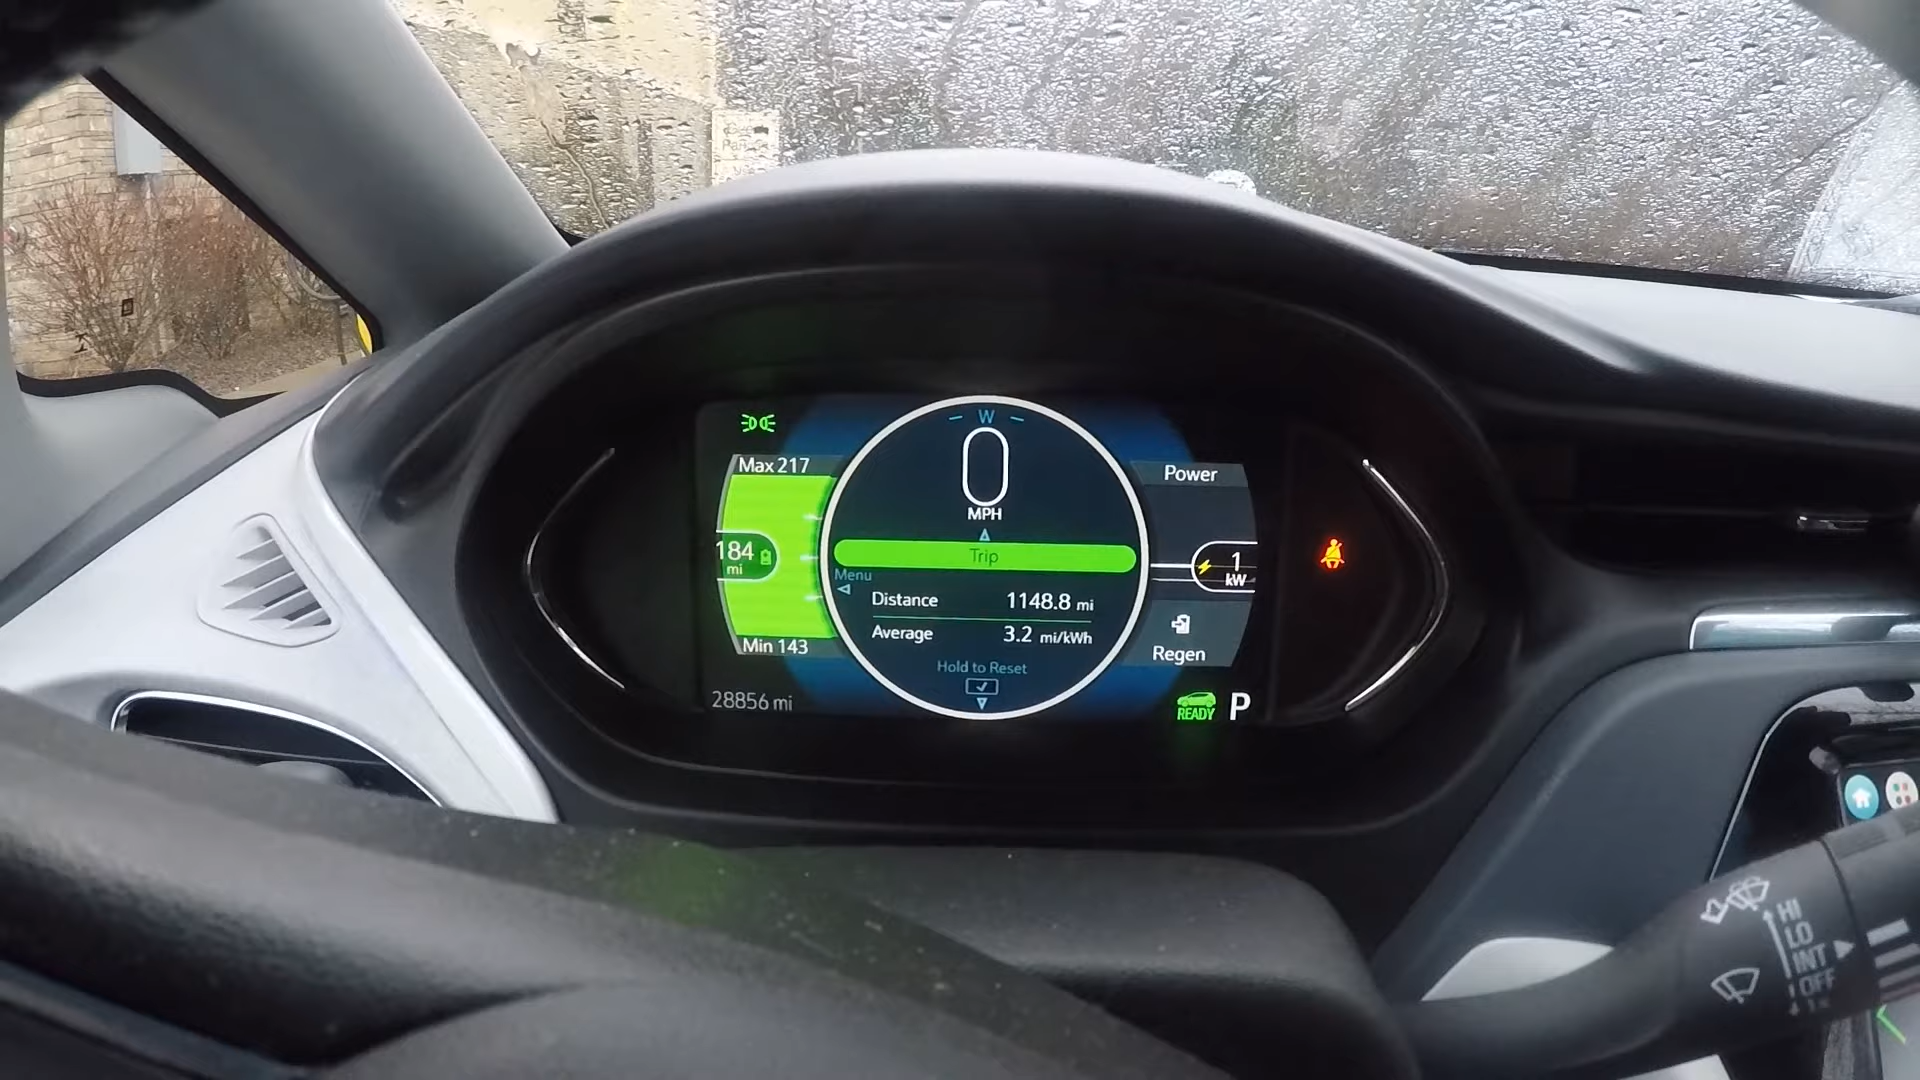 W
0
MPH
Max 217
184
mi
Min 143
28856 mi
Trip
Menu
Distance 1148.8 mi
Average 3.2 mi/kWh
Hold to Reset
Power
1
kW
Regen
READY P
HI
LO
INT
OFF